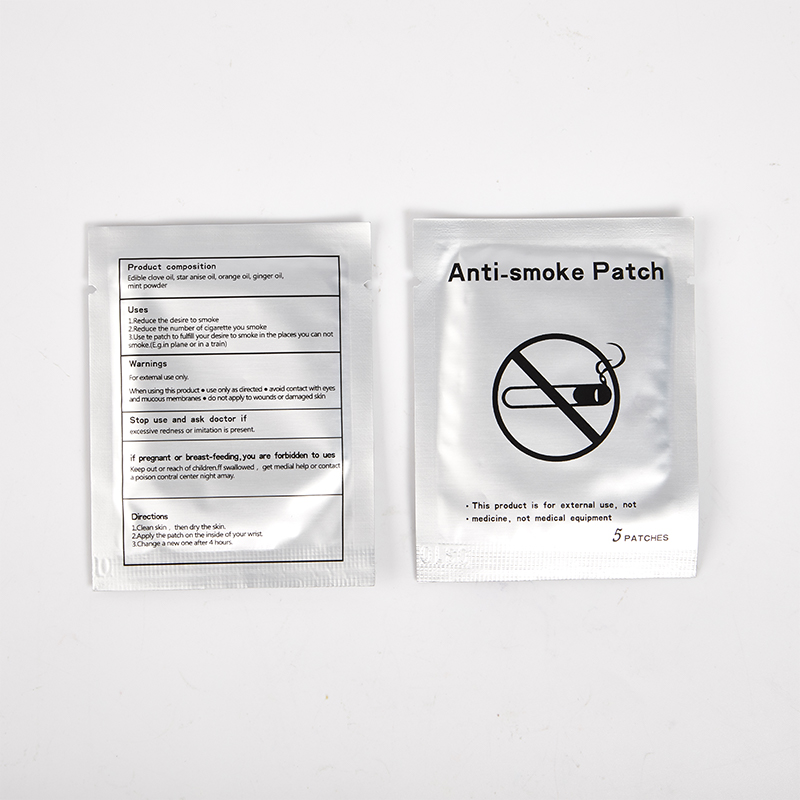 Product composition
Edible clove oil, star anise oil, orange oil, ginger oil,
mint powder
Uses
1.Reduce the desire to smoke
2.Reduce the number of cigarette you smoke
3.Use te patch to fulfill your desire to smoke in the places you can not
smoke.(E.g.in plane or in a train)
Warnings
For external use only.
When using this product ● use only as directed ● avoid contact with eyes
and mucous membranes ● do not apply to wounds or damaged skin
Stop use and ask doctor if
excessive redness or imitation is present.
if pregnant or breast-feeding,you are forbidden to ues
Keep out or reach of children.ff swallowed , get medial help or contact
a poison contral center night array.
Directions
1.Clean skin , then dry the skin.
2.Apply the patch on the inside of your wrist.
3.Change a new one after 4 hours.
Anti-smoke Patch
• This product is for external use, not
• medicine, not medical equipment
5 PATCHES